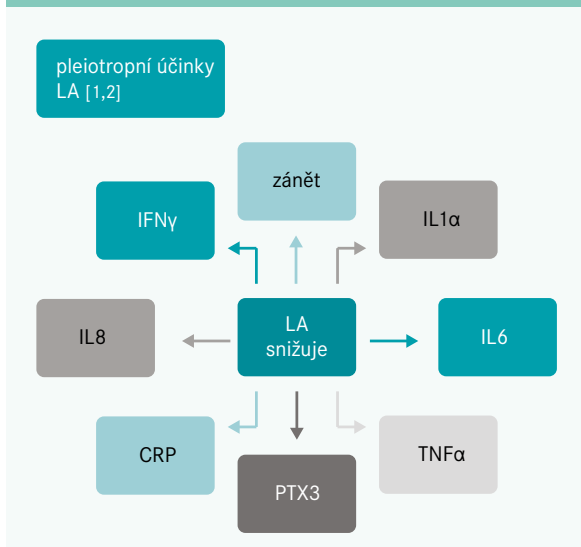 pleiotropní účinky
LA [1,2]
zánět
IFNγ
IL1α
IL8
LA
snižuje
IL6
CRP
TNFα
PTX3